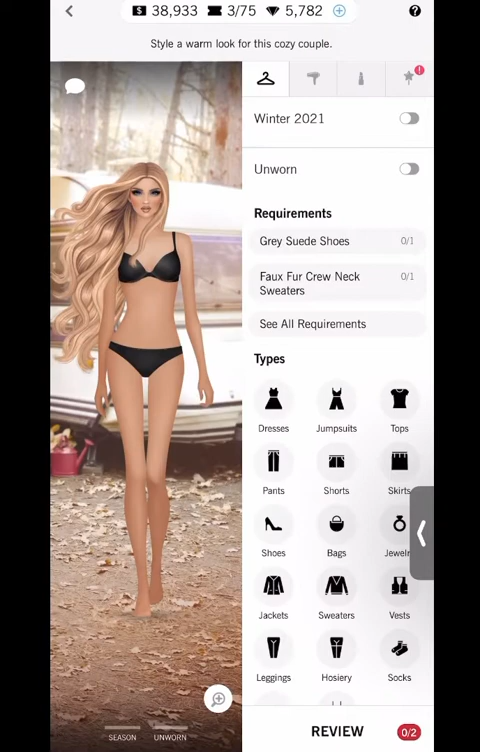 $ 38,933 3/75 5,782
?
Style a warm look for this cozy couple.
!
Winter 2021
Unworn
Requirements
Grey Suede Shoes 0/1
Faux Fur Crew Neck 0/1
Sweaters
See All Requirements
Types
Dresses Jumpsuits Tops
Pants Shorts Skirts
Shoes Bags
Jackets Sweaters Vests
Leggings Hosiery Socks
SEASON UNWORN
REVIEW 0/2